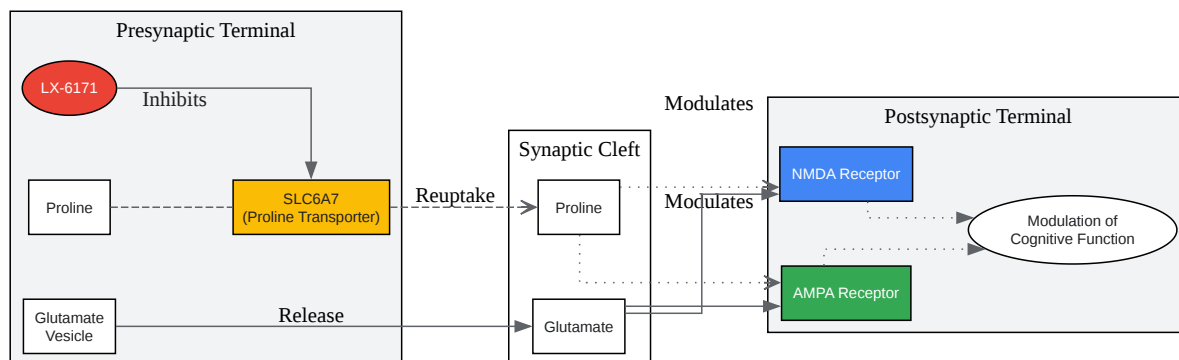 Presynaptic Terminal
LX-6171
Inhibits
Proline
SLC6A7
(Proline Transporter)
Reuptake
Glutamate
Vesicle
Release
Synaptic Cleft
Proline
Glutamate
Modulates
Modulates
Postsynaptic Terminal
NMDA Receptor
AMPA Receptor
Modulation of
Cognitive Function